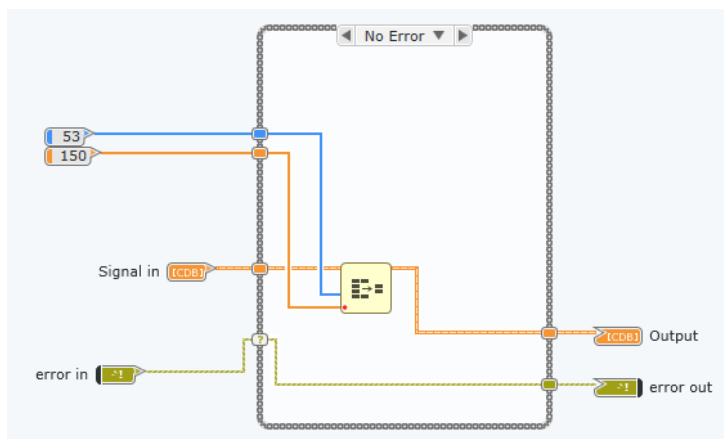 No Error
53
150
Signal in
[CDB]
[CDB]
Output
error in
?!
?
?!
error out